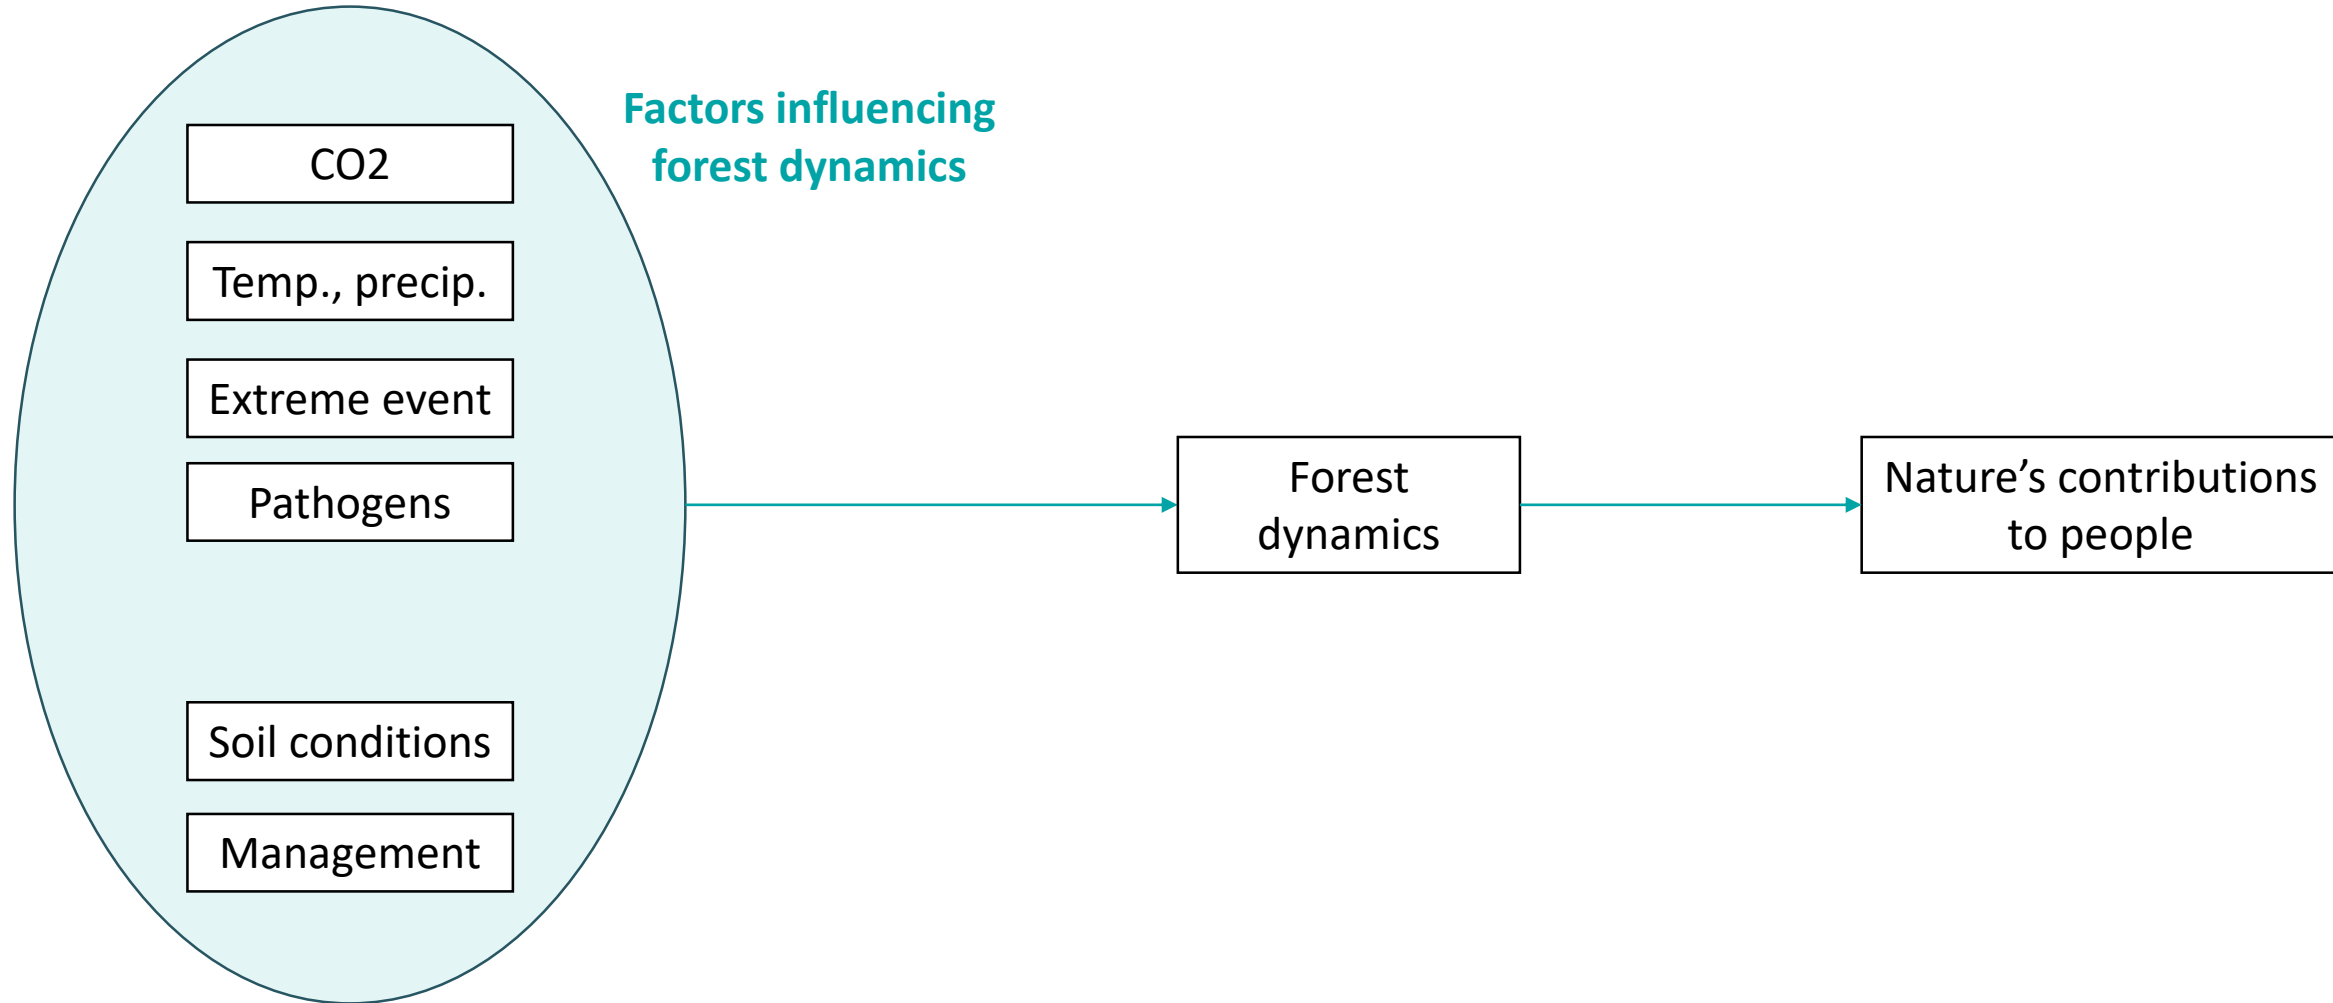 Factors influencing
forest dynamics
CO2
Temp., precip.
Extreme event
Pathogens
Soil conditions
Management
Forest
dynamics
Nature’s contributions
to people